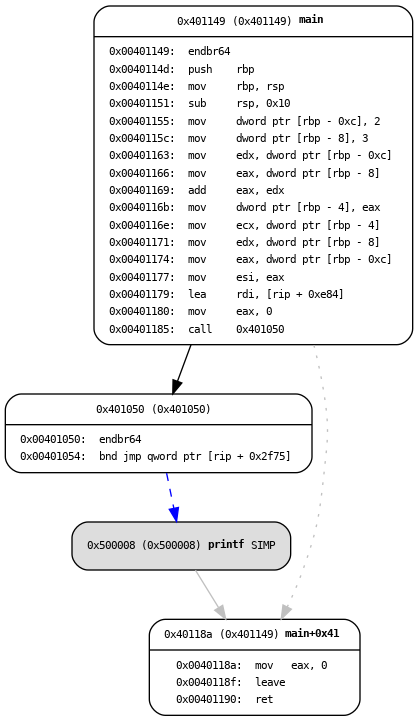 0x401149 (0x401149) main
0x00401149: endbr64
0x0040114d: push rbp
0x0040114e: mov rbp, rsp
0x00401151: sub rsp, 0x10
0x00401155: mov dword ptr [rbp - 0xc], 2
0x0040115c: mov dword ptr [rbp - 8], 3
0x00401163: mov edx, dword ptr [rbp - 0xc]
0x00401166: mov eax, dword ptr [rbp - 8]
0x00401169: add eax, edx
0x0040116b: mov dword ptr [rbp - 4], eax
0x0040116e: mov ecx, dword ptr [rbp - 4]
0x00401171: mov edx, dword ptr [rbp - 8]
0x00401174: mov eax, dword ptr [rbp - 0xc]
0x00401177: mov esi, eax
0x00401179: lea rdi, [rip + 0xe84]
0x00401180: mov eax, 0
0x00401185: call 0x401050
0x401050 (0x401050)
0x00401050: endbr64
0x00401054: bnd jmp qword ptr [rip + 0x2f75]
0x500008 (0x500008) printf SIMP
0x40118a (0x401149) main+0x41
0x0040118a: mov eax, 0
0x0040118f: leave
0x00401190: ret